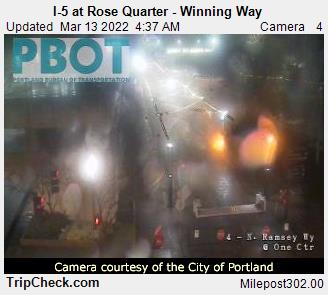 I-5 at Rose Quarter - Winning Way
Updated Mar 13 2022 4:37 AM Camera 4
PBOT
PORTLAND BUREAU OF TRANSPORTATION
4 - N. Ramsey Wy
@ One Ctr
Camera courtesy of the City of Portland
TripCheck.com Milepost302.00